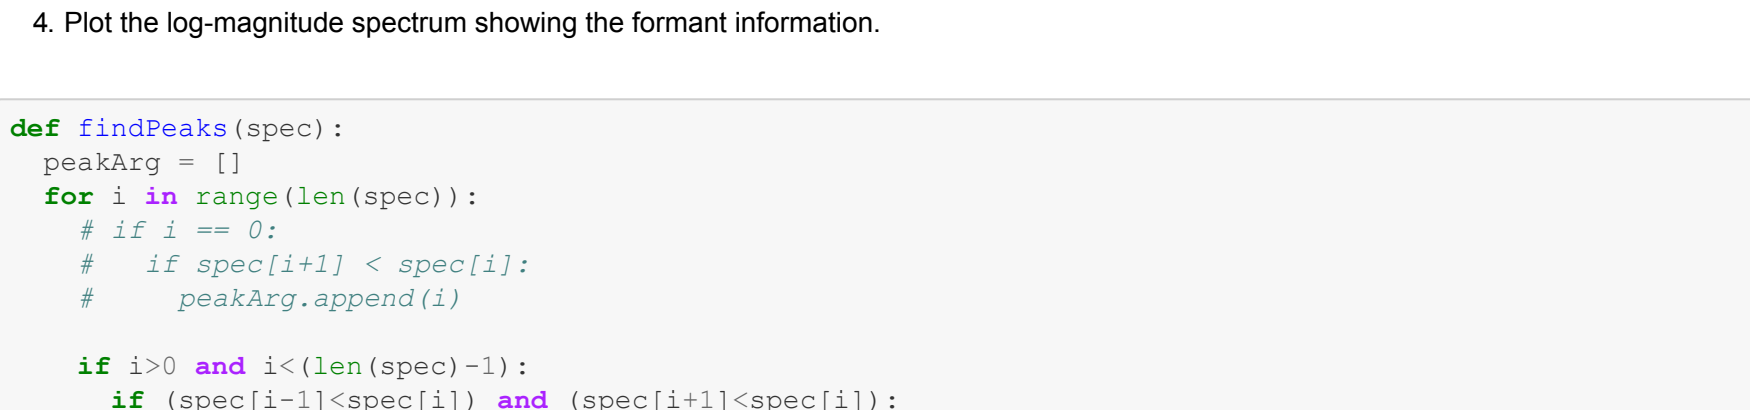 4. Plot the log-magnitude spectrum showing the formant information.
def findPeaks(spec):
  peakArg = []
  for i in range(len(spec)):
    # if i == 0:
    #   if spec[i+1] < spec[i]:
    #     peakArg.append(i)
    if i>0 and i<(len(spec)-1):
      if (spec[i-1]<spec[i]) and (spec[i+1]<spec[i]):